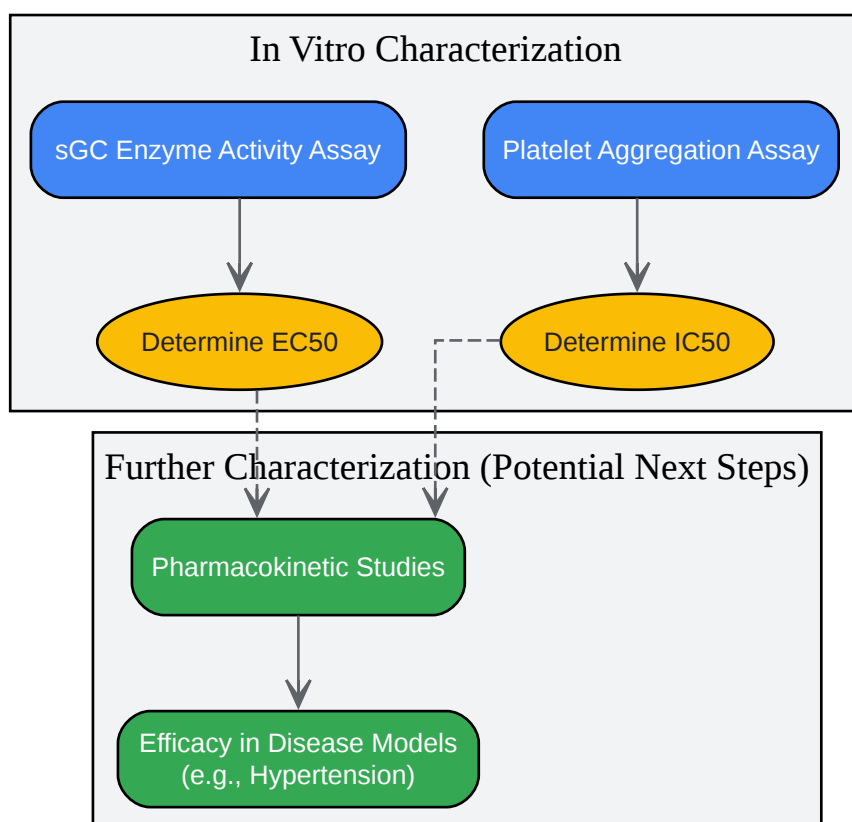 In Vitro Characterization
sGC Enzyme Activity Assay
Platelet Aggregation Assay
Determine EC50
Determine IC50
Further Characterization (Potential Next Steps)
Pharmacokinetic Studies
Efficacy in Disease Models
(e.g., Hypertension)